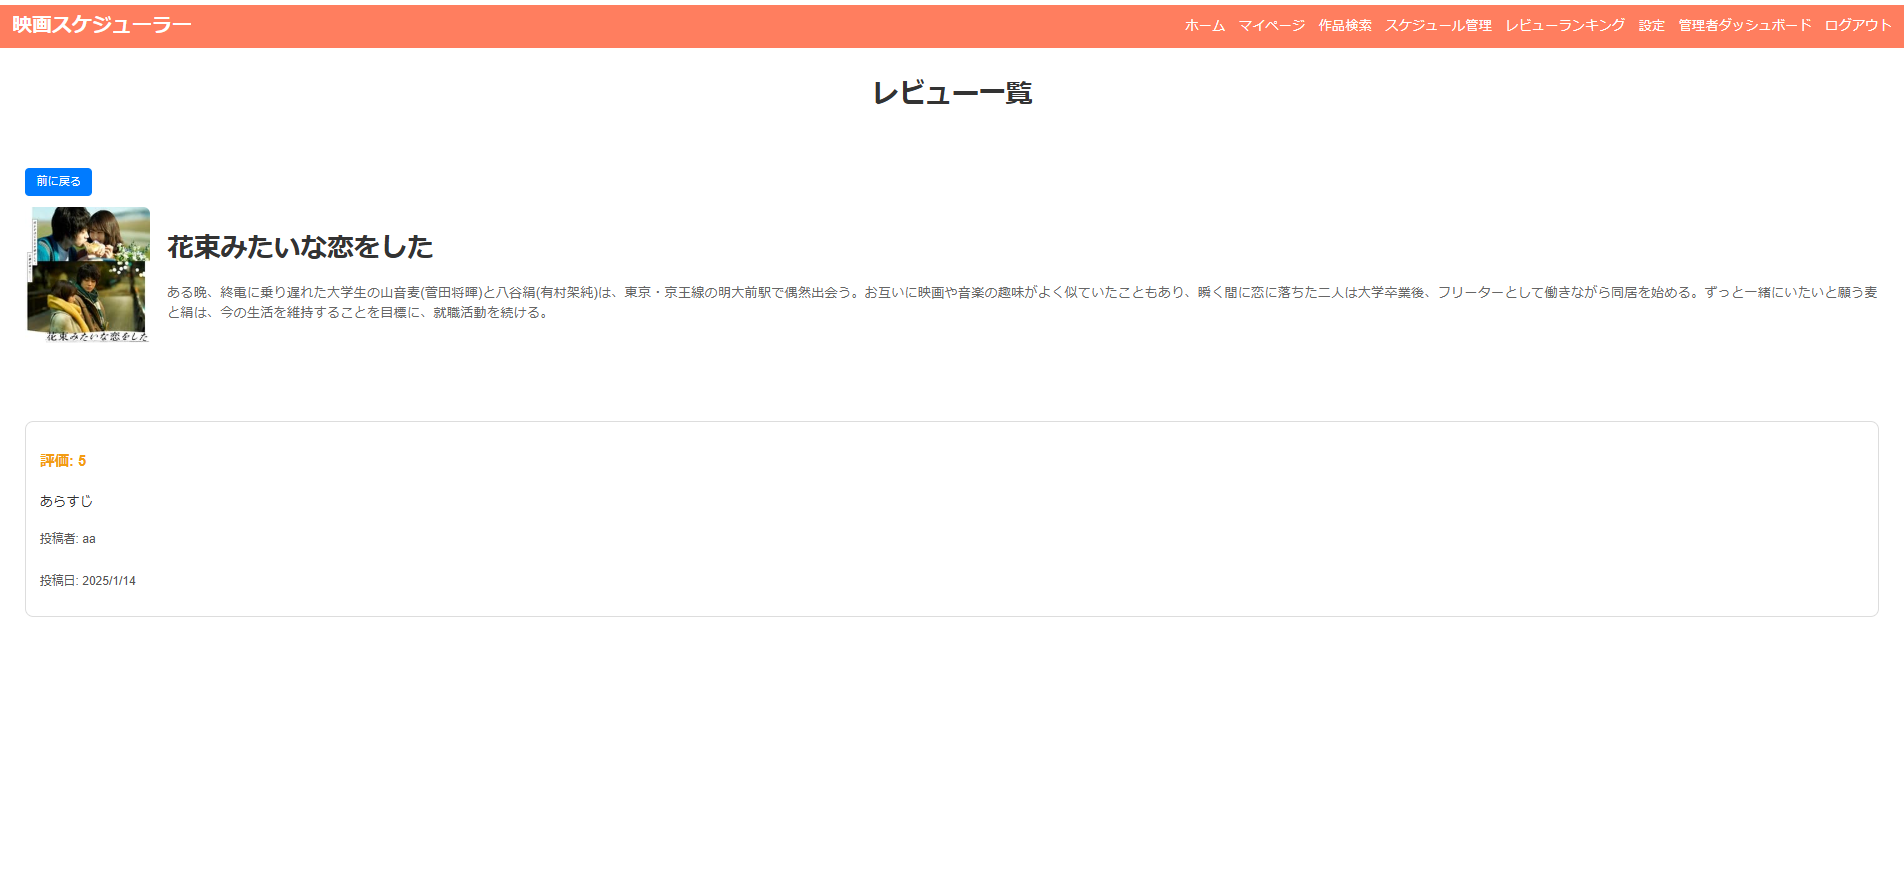 映画スケジューラー
ホーム マイページ 作品検索 スケジュール管理 レビューランキング 設定 管理者ダッシュボード ログアウト
レビュー一覧
前に戻る
花束みたいな恋をした
花束みたいな恋をした
ある晩、終電に乗り遅れた大学生の山音麦(菅田将暉)と八谷絹(有村架純)は、東京・京王線の明大前駅で偶然出会う。お互いに映画や音楽の趣味がよく似ていたこともあり、瞬く間に恋に落ちた二人は大学卒業後、フリーターとして働きながら同居を始める。ずっと一緒にいたいと願う麦
と絹は、今の生活を維持することを目標に、就職活動を続ける。
評価: 5
あらすじ
投稿者: aa
投稿日: 2025/1/14